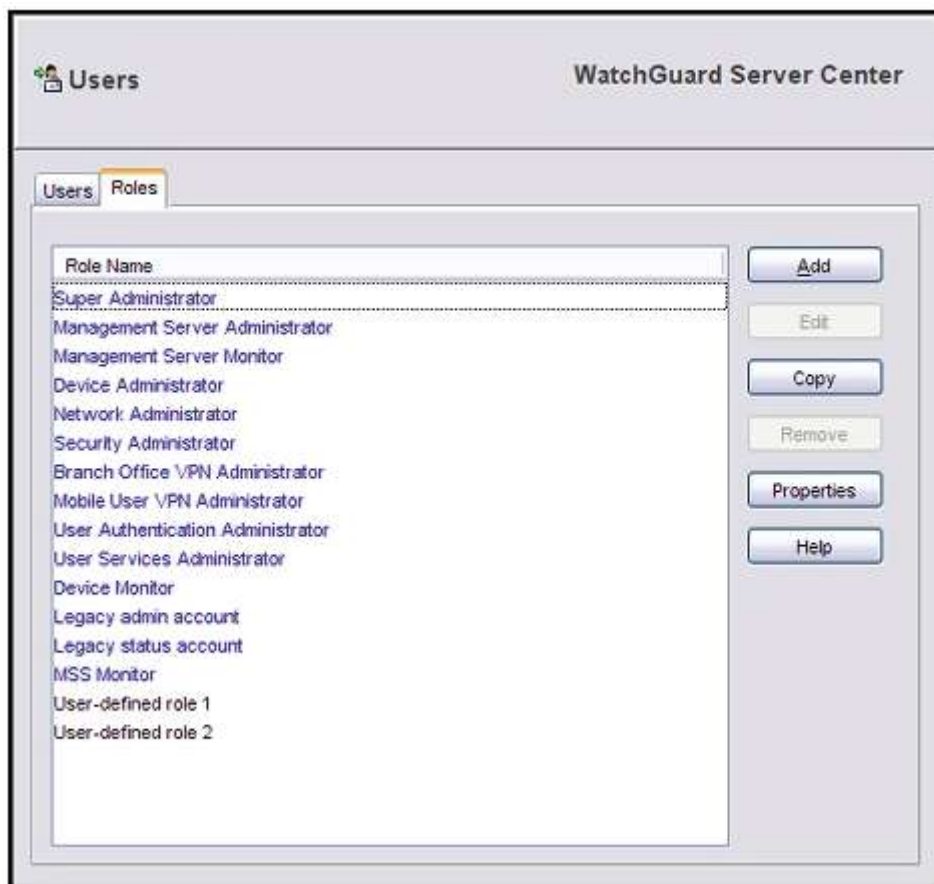 Users
WatchGuard Server Center
Users
Roles
Role Name
Super Administrator
Management Server Administrator
Management Server Monitor
Device Administrator
Network Administrator
Security Administrator
Branch Office VPN Administrator
Mobile User VPN Administrator
User Authentication Administrator
User Services Administrator
Device Monitor
Legacy admin account
Legacy status account
MSS Monitor
User-defined role 1
User-defined role 2
Add
Edit
Copy
Remove
Properties
Help